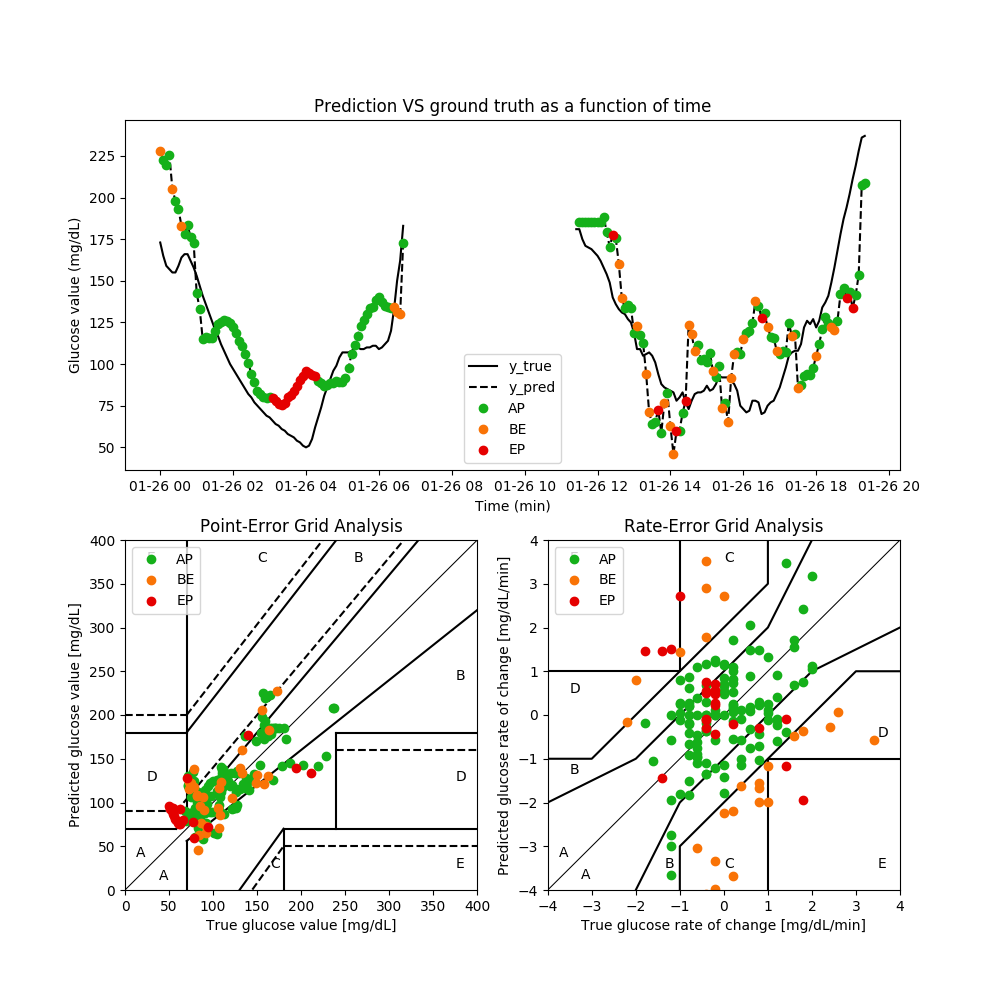 Prediction VS ground truth as a function of time
Glucose value (mg/dL)
225
200
175
150
125
100
75
50
y_true
y_pred
AP
BE
EP
01-26 00 01-26 02 01-26 04 01-26 06 01-26 08 01-26 10 01-26 12 01-26 14 01-26 16 01-26 18 01-26 20
Time (min)
Point-Error Grid Analysis
Predicted glucose value [mg/dL]
400
350
300
250
200
150
100
50
0
AP
BE
EP
C
B
B
D
D
A
A
C
E
0 50 100 150 200 250 300 350 400
True glucose value [mg/dL]
Rate-Error Grid Analysis
Predicted glucose rate of change [mg/dL/min]
4
3
2
1
0
−1
−2
−3
−4
AP
BE
EP
C
D
D
B
A
A
B
C
E
−4 −3 −2 −1 0 1 2 3 4
True glucose rate of change [mg/dL/min]